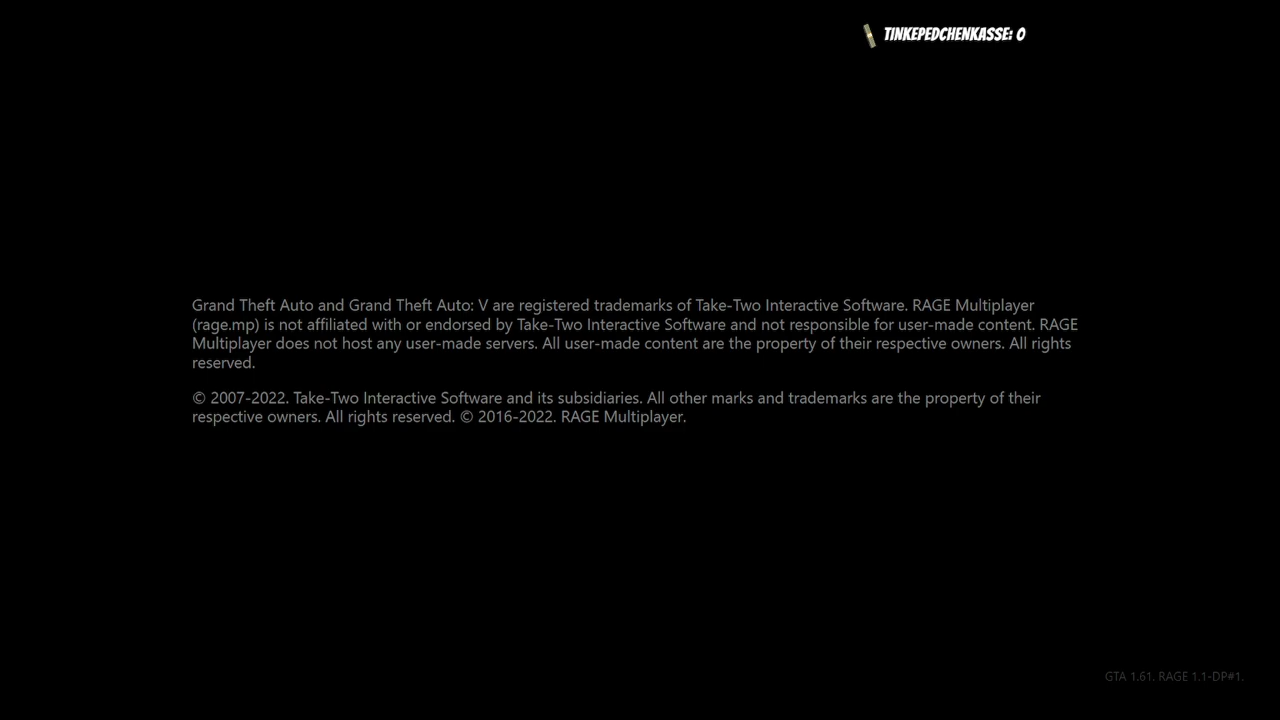 TINKEPEDCHENKASSE: 0
Grand Theft Auto and Grand Theft Auto: V are registered trademarks of Take-Two Interactive Software. RAGE Multiplayer
(rage.mp) is not affiliated with or endorsed by Take-Two Interactive Software and not responsible for user-made content. RAGE
Multiplayer does not host any user-made servers. All user-made content are the property of their respective owners. All rights
reserved.
© 2007-2022. Take-Two Interactive Software and its subsidiaries. All other marks and trademarks are the property of their
respective owners. All rights reserved. © 2016-2022. RAGE Multiplayer.
GTA 1.61. RAGE 1.1-DP#1.